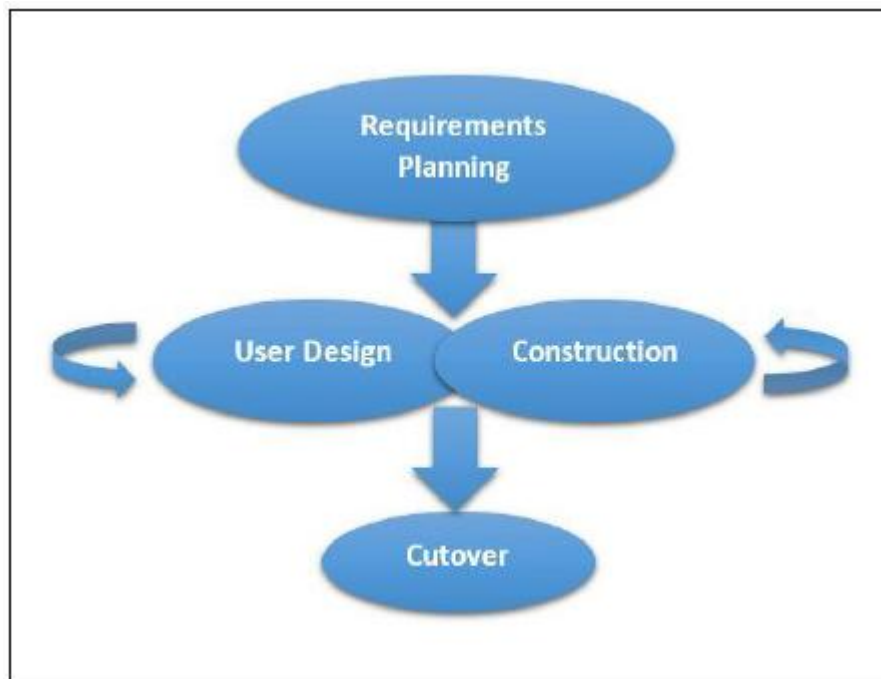 Requirements
Planning
User Design
Construction
Cutover